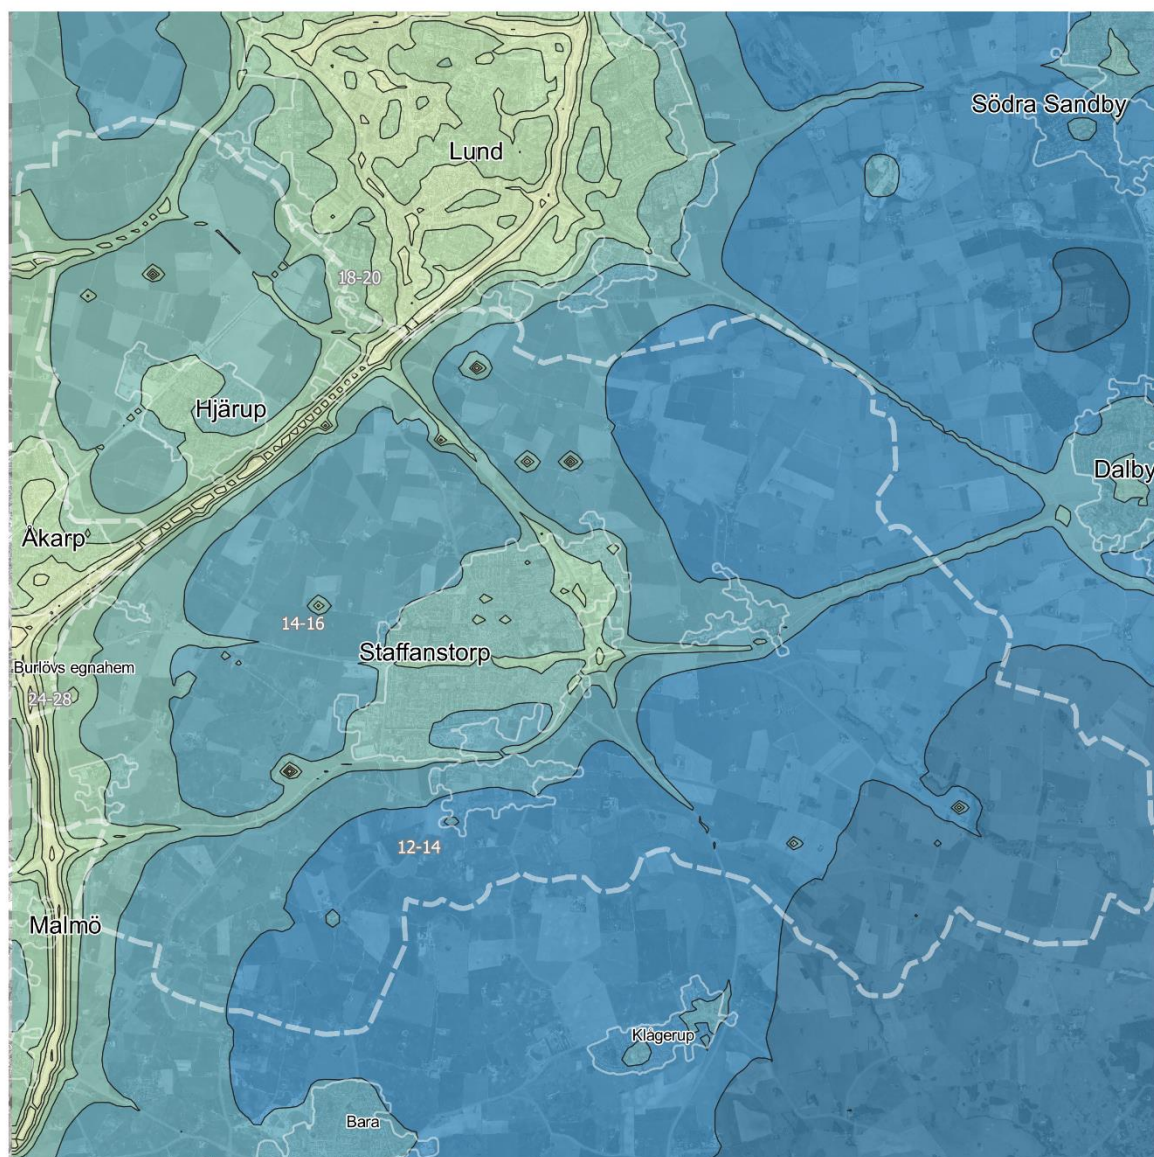 Södra Sandby
Lund
18-20
Hjärup
Dalby
Åkarp
14-16
Staffanstorp
Burlövs egnahem
24-28
12-14
Malmö
Klågerup
Bara